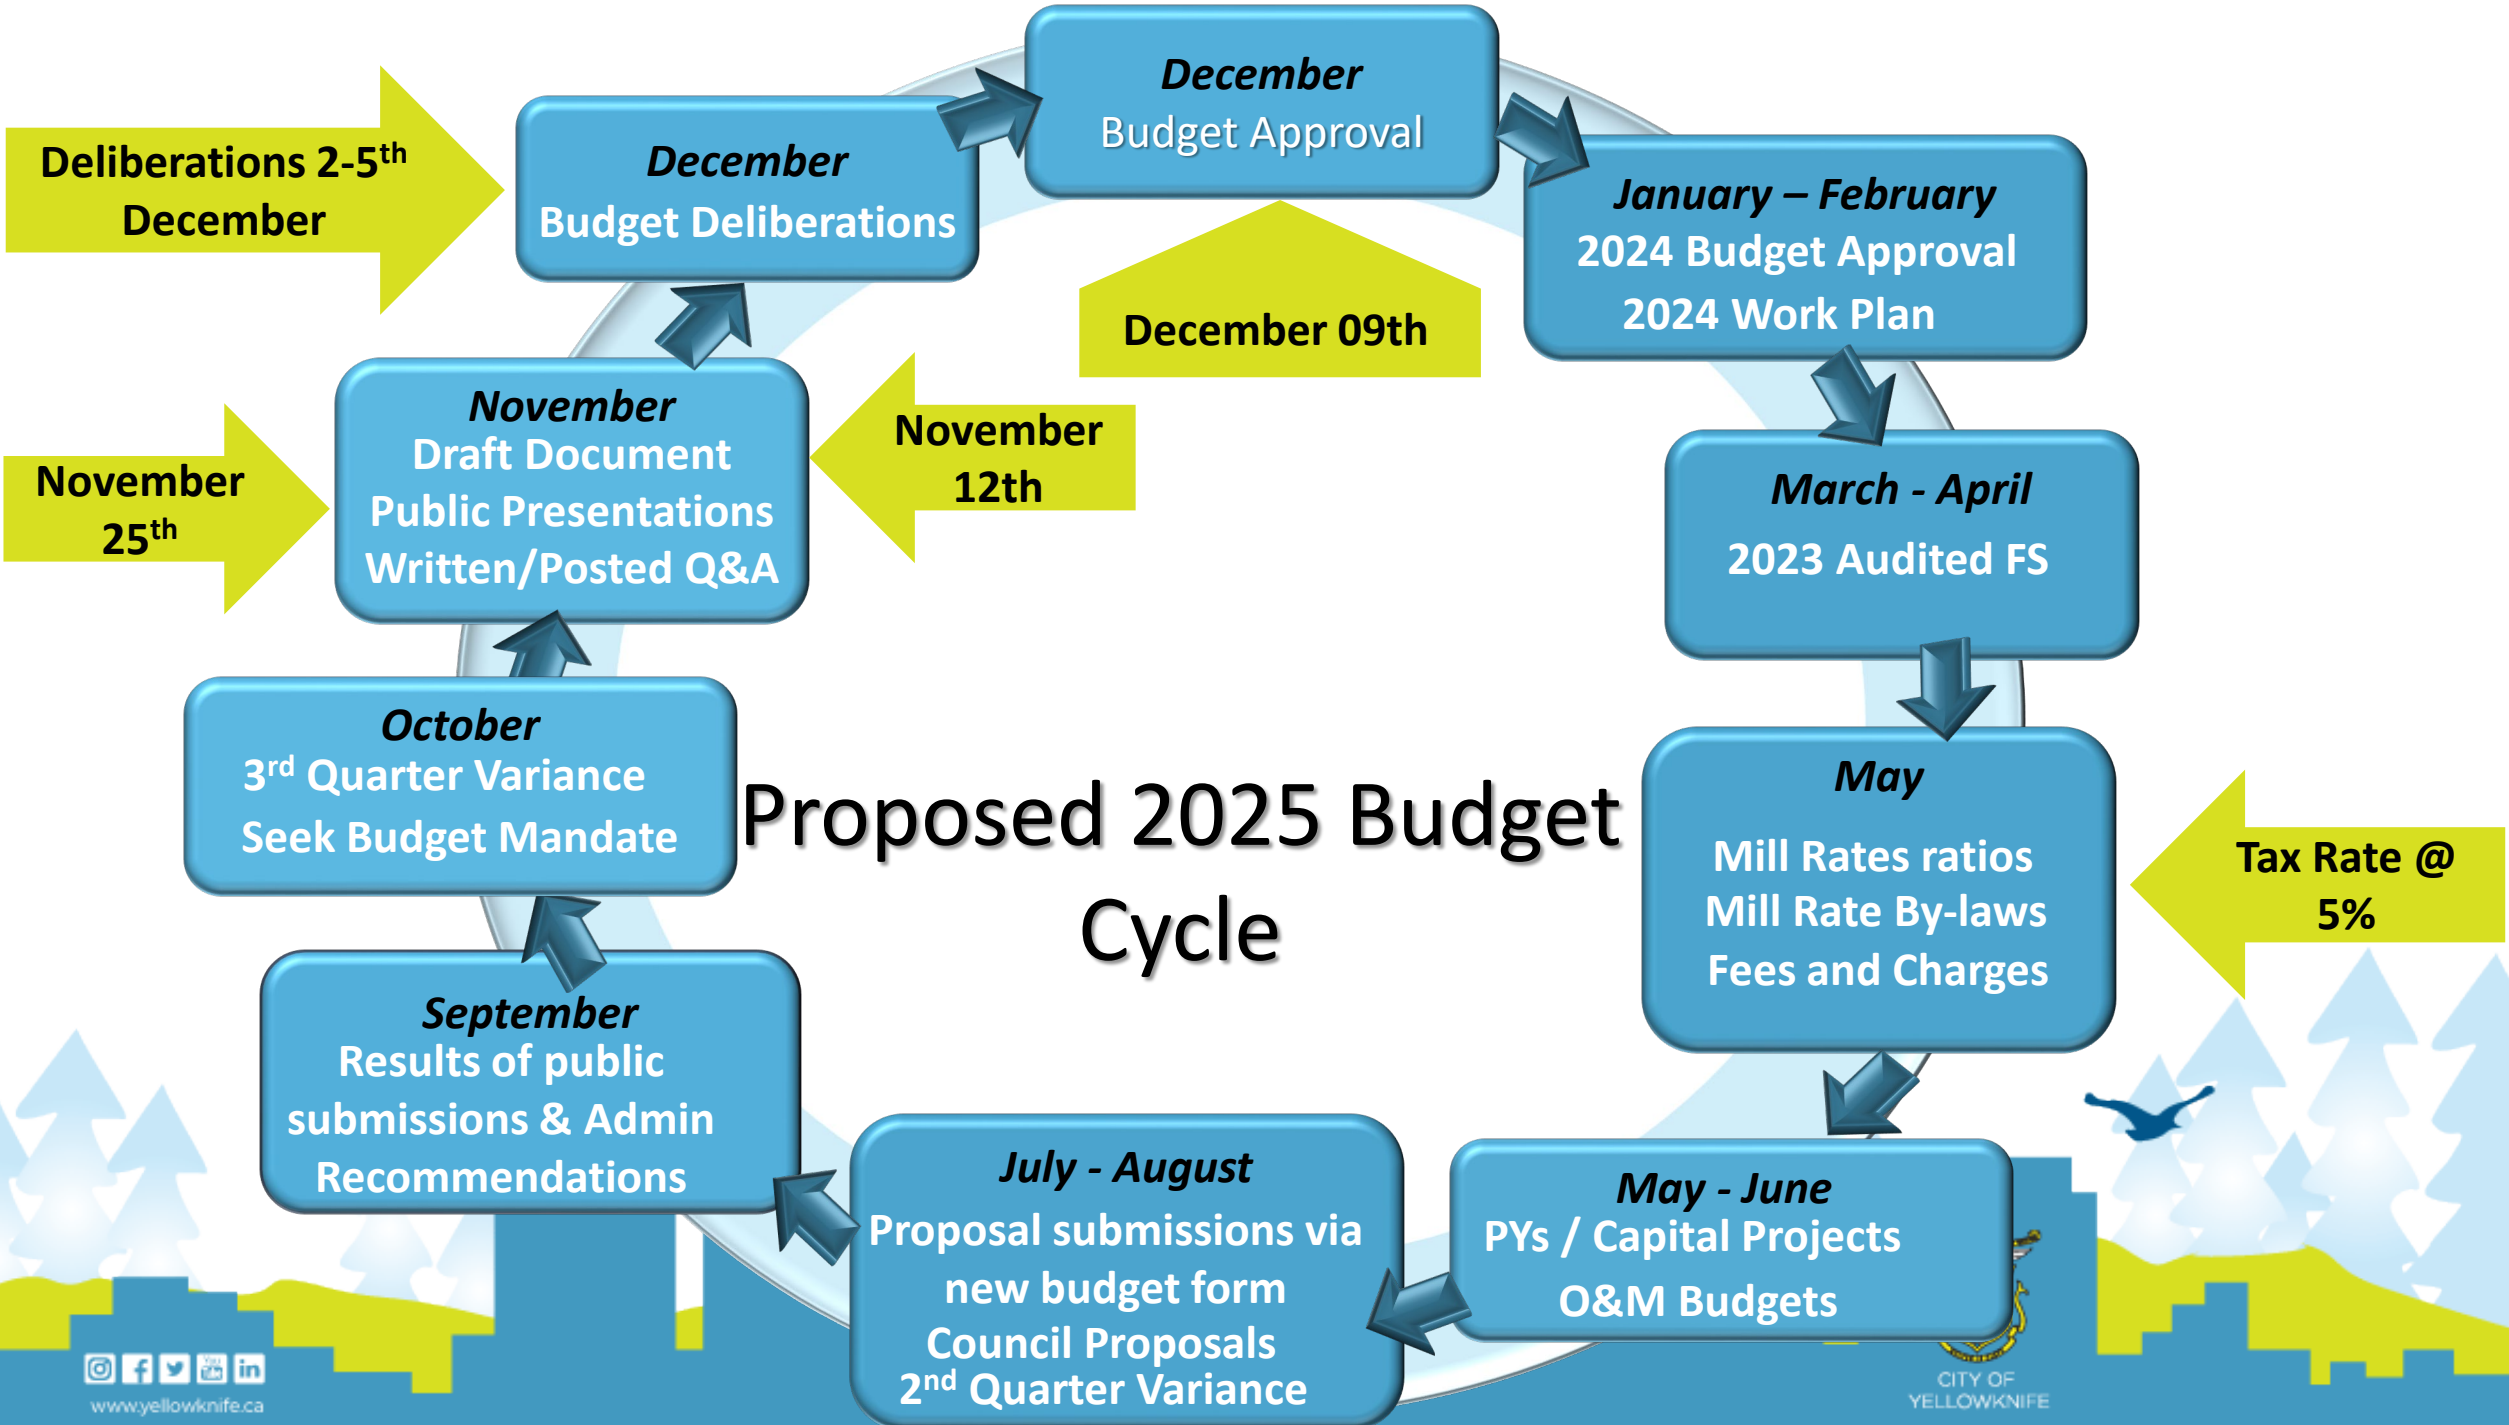 December
Budget Approval
December 09th
January – February
2024 Budget Approval
2024 Work Plan
March - April
2023 Audited FS
May
Mill Rates ratios
Mill Rate By-laws
Fees and Charges
Tax Rate @
5%
May - June
PYs / Capital Projects
O&M Budgets
July - August
Proposal submissions via
new budget form
Council Proposals
2nd Quarter Variance
September
Results of public
submissions & Admin
Recommendations
October
3rd Quarter Variance
Seek Budget Mandate
November
Draft Document
Public Presentations
Written/Posted Q&A
November
12th
November
25th
December
Budget Deliberations
Deliberations 2-5th
December
Proposed 2025 Budget
Cycle
You
www.yellowknife.ca
CITY OF
YELLOWKNIFE